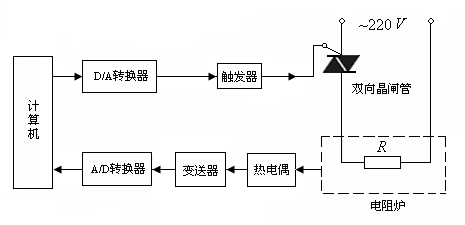 ~220 V
D/A转换器
触发器
双向晶闸管
计算机
R
A/D转换器
变送器
热电偶
电阻炉